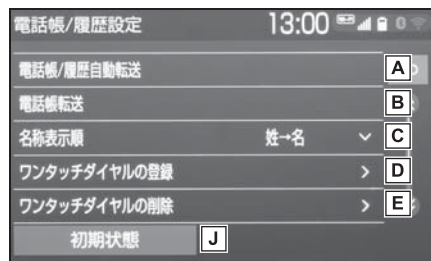 電話帳/履歴設定 13:00
電話帳/履歴自動転送 A
電話帳転送 B
名称表示順 姓→名 C
ワンタッチダイヤルの登録 D
ワンタッチダイヤルの削除 E
初期状態 J